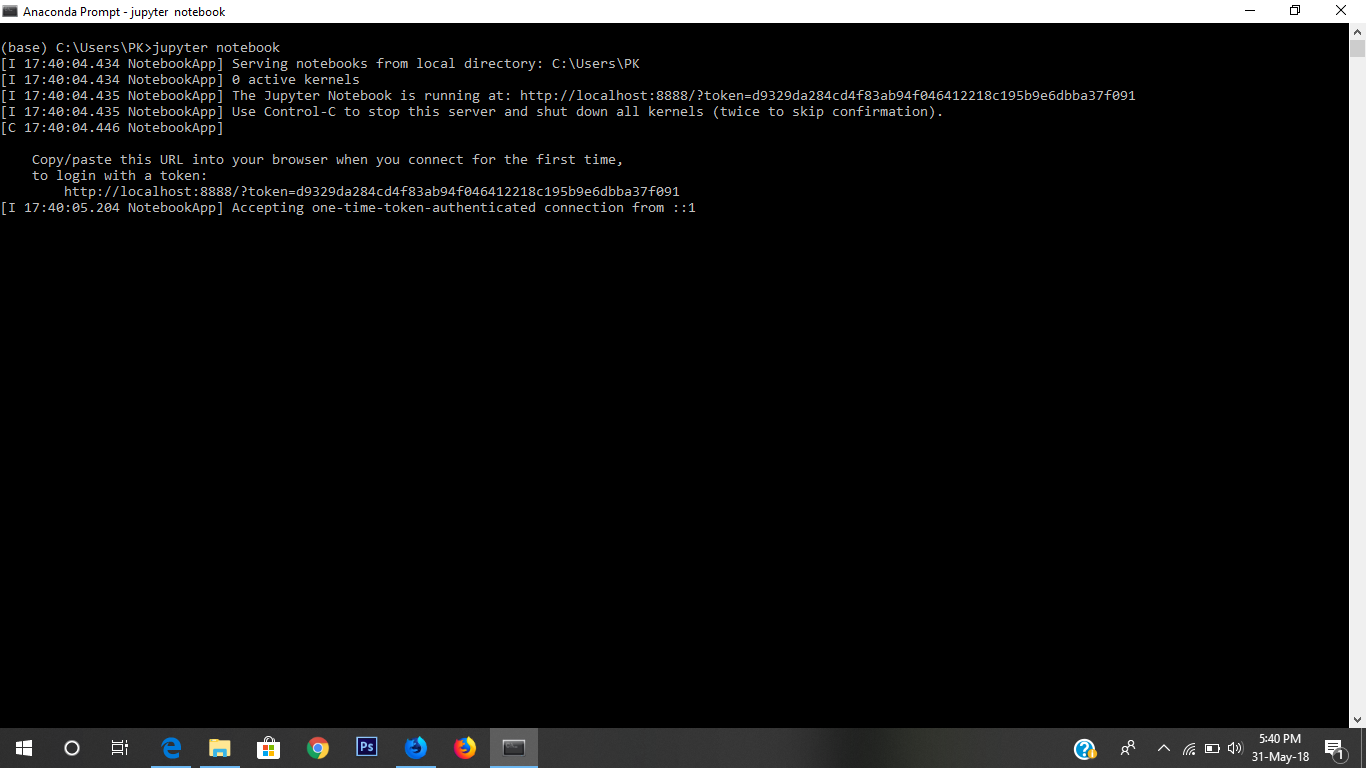 Anaconda Prompt - jupyter  notebook
(base) C:\Users\PK>jupyter notebook
[I 17:40:04.434 NotebookApp] Serving notebooks from local directory: C:\Users\PK
[I 17:40:04.434 NotebookApp] 0 active kernels
[I 17:40:04.435 NotebookApp] The Jupyter Notebook is running at: http://localhost:8888/?token=d9329da284cd4f83ab94f046412218c195b9e6dbba37f091
[I 17:40:04.435 NotebookApp] Use Control-C to stop this server and shut down all kernels (twice to skip confirmation).
[C 17:40:04.446 NotebookApp]
    Copy/paste this URL into your browser when you connect for the first time,
    to login with a token:
        http://localhost:8888/?token=d9329da284cd4f83ab94f046412218c195b9e6dbba37f091
[I 17:40:05.204 NotebookApp] Accepting one-time-token-authenticated connection from ::1
Ps
5:40 PM
31-May-18
1